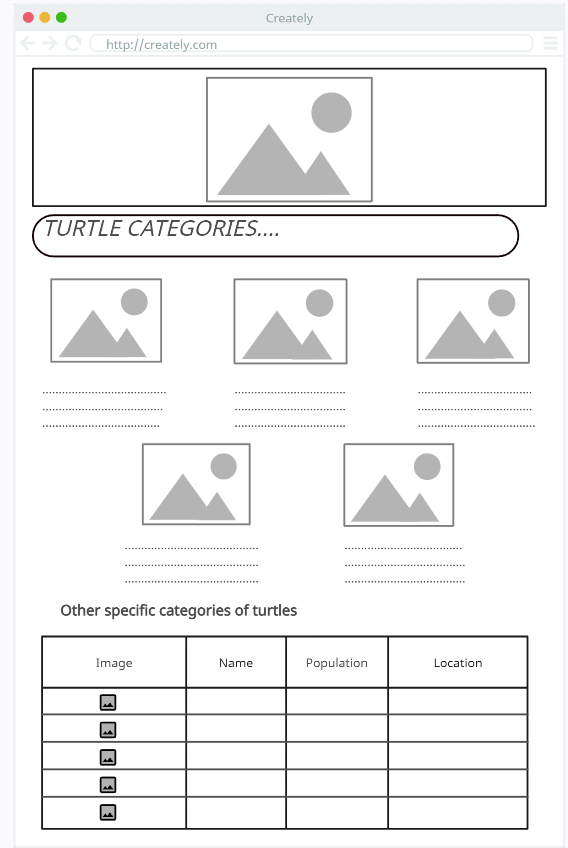 Creately
http://creately.com
TURTLE CATEGORIES....
Other specific categories of turtles
Image Name Population Location